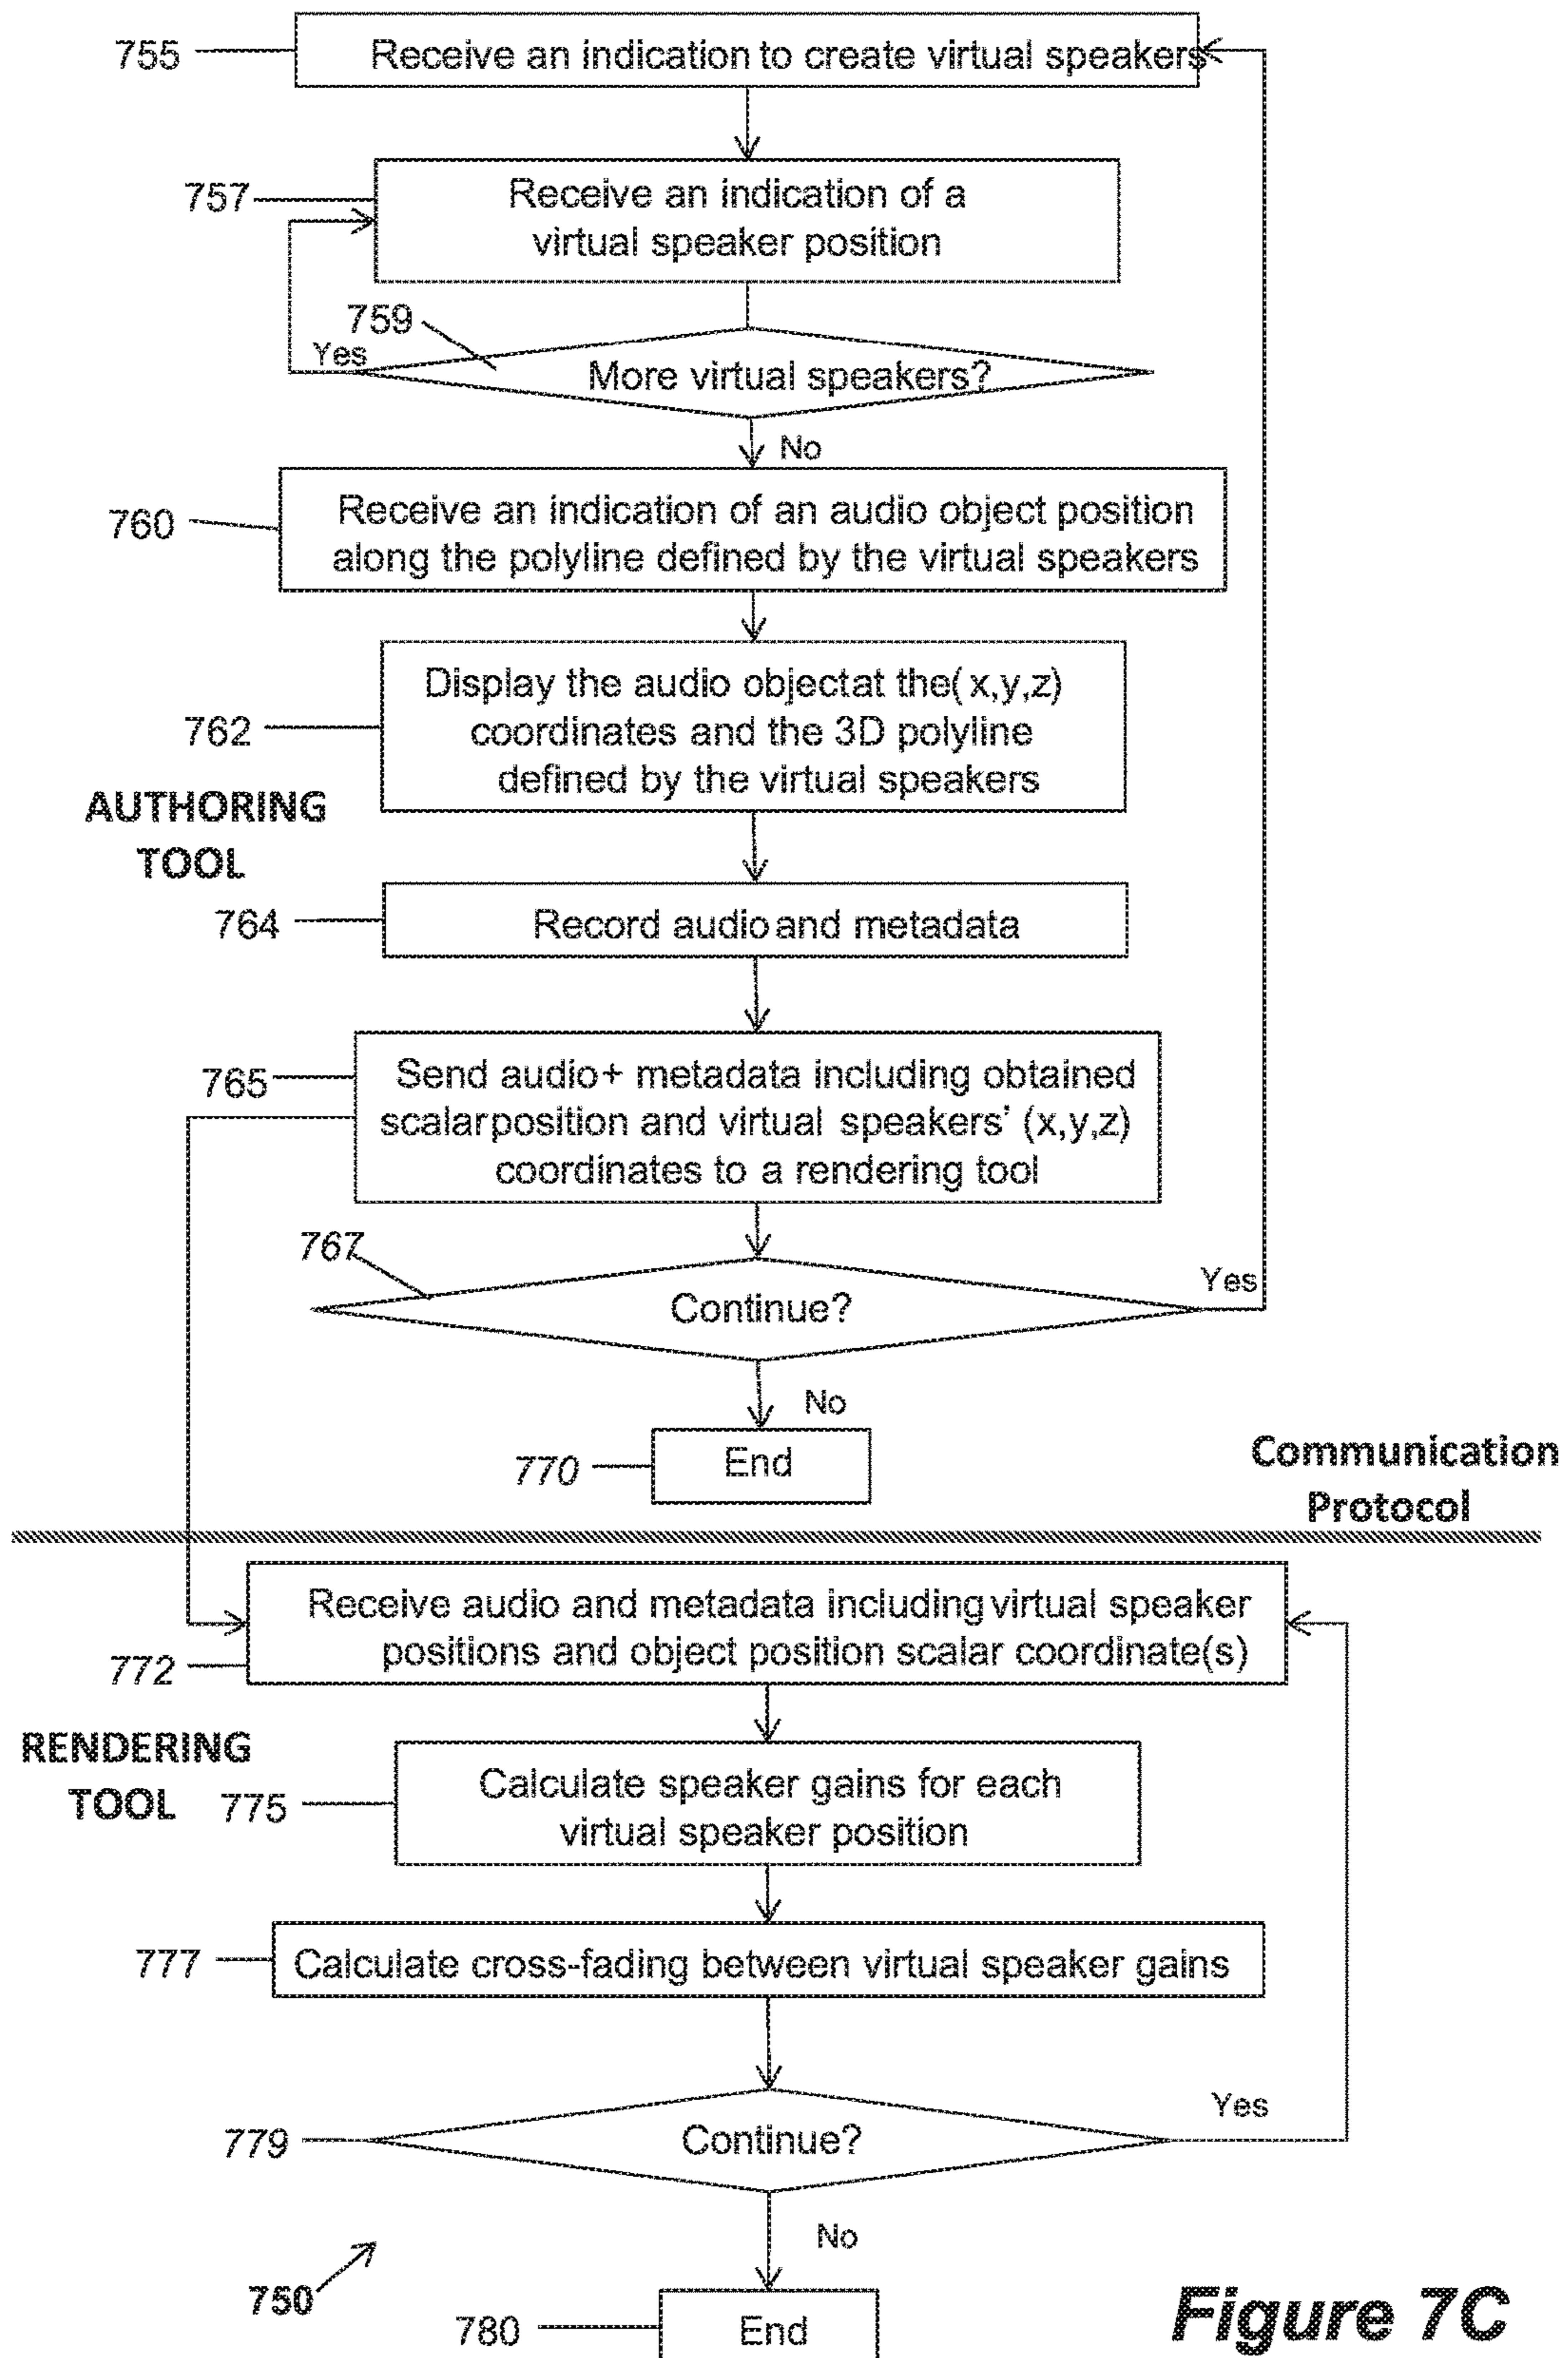 755
Receive an indication to create virtual speakers
757
Receive an indication of a
virtual speaker position
759
Yes
More virtual speakers?
No
760
Receive an indication of an audio object position
along the polyline defined by the virtual speakers
762
Display the audio objectat the( x,y,z)
coordinates and the 3D polyline
defined by the virtual speakers
AUTHORING
TOOL
764
Record audio and metadata
765
Send audio+ metadata including obtained
scalarposition and virtual speakers’ (x,y,z)
coordinates to a rendering tool
767
Continue?
Yes
No
770
End
Communication
Protocol
Receive audio and metadata including virtual speaker
positions and object position scalar coordinate(s)
772
RENDERING
TOOL
775
Calculate speaker gains for each
virtual speaker position
777
Calculate cross-fading between virtual speaker gains
779
Continue?
Yes
No
750
780
End
Figure 7C